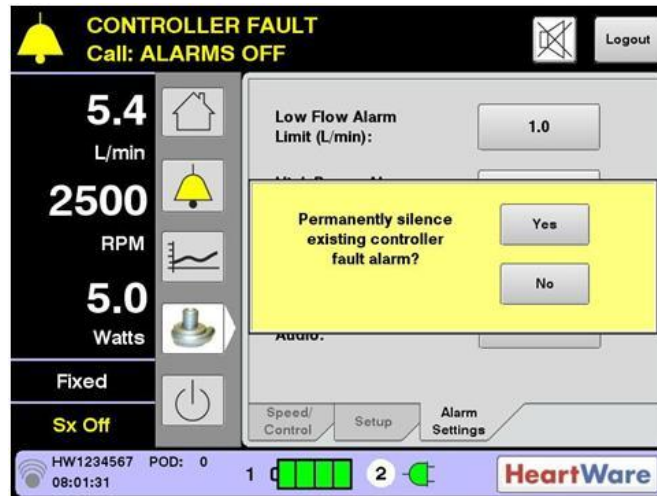 CONTROLLER FAULT
Call: ALARMS OFF
Logout
5.4
L/min
2500
RPM
5.0
Watts
Fixed
Sx Off
Low Flow Alarm
Limit (L/min):
1.0
Permanently silence
existing controller
fault alarm?
Yes
No
Audio:
Speed/
Control
Setup
Alarm
Settings
HW1234567 POD: 0
08:01:31
1
2
HeartWare